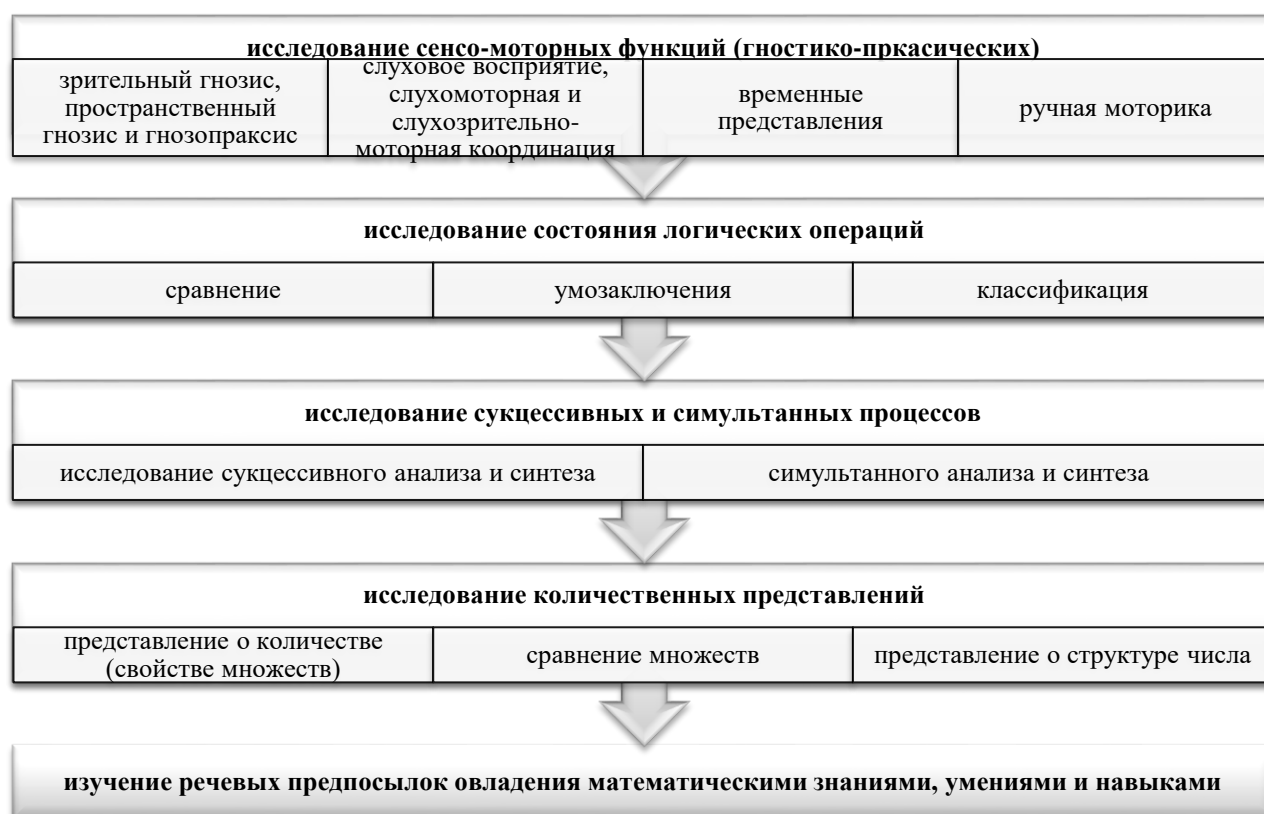 исследование сенсо-моторных функций (гностико-пркасических)
зрительный гнозис,
пространственный
гнозис и гнозопраксис
слуховое восприятие,
слухомоторная и
слухозрительно-
моторная координация
временные
представления
ручная моторика
исследование состояния логических операций
сравнение
умозаключения
классификация
исследование сукцессивных и симультанных процессов
исследование сукцессивного анализа и синтеза
симультанного анализа и синтеза
исследование количественных представлений
представление о количестве
(свойстве множеств)
сравнение множеств
представление о структуре числа
изучение речевых предпосылок овладения математическими знаниями, умениями и навыками